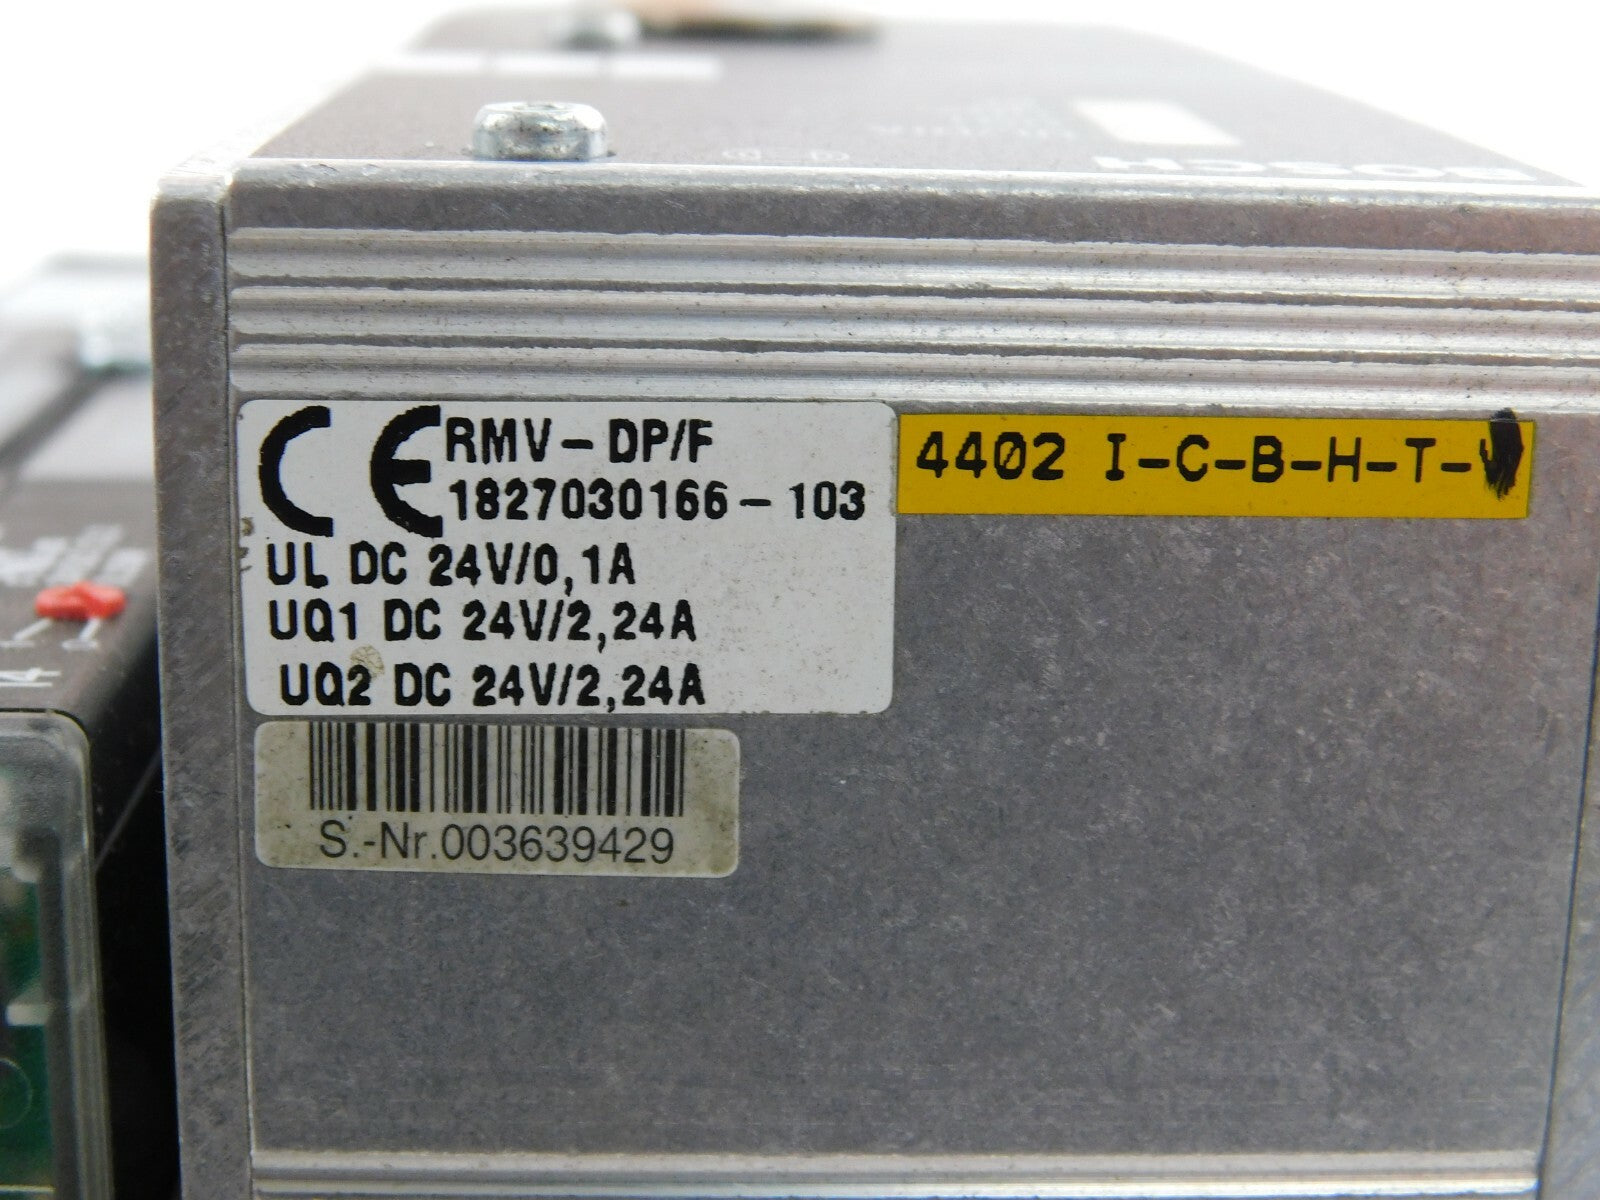 BOSCH
CE RMV-DP/F
1827030166-103
UL DC 24V/0,1A
UQ1 DC 24V/2,24A
UQ2 DC 24V/2,24A
4402 I-C-B-H-T-
S.-Nr.003639429